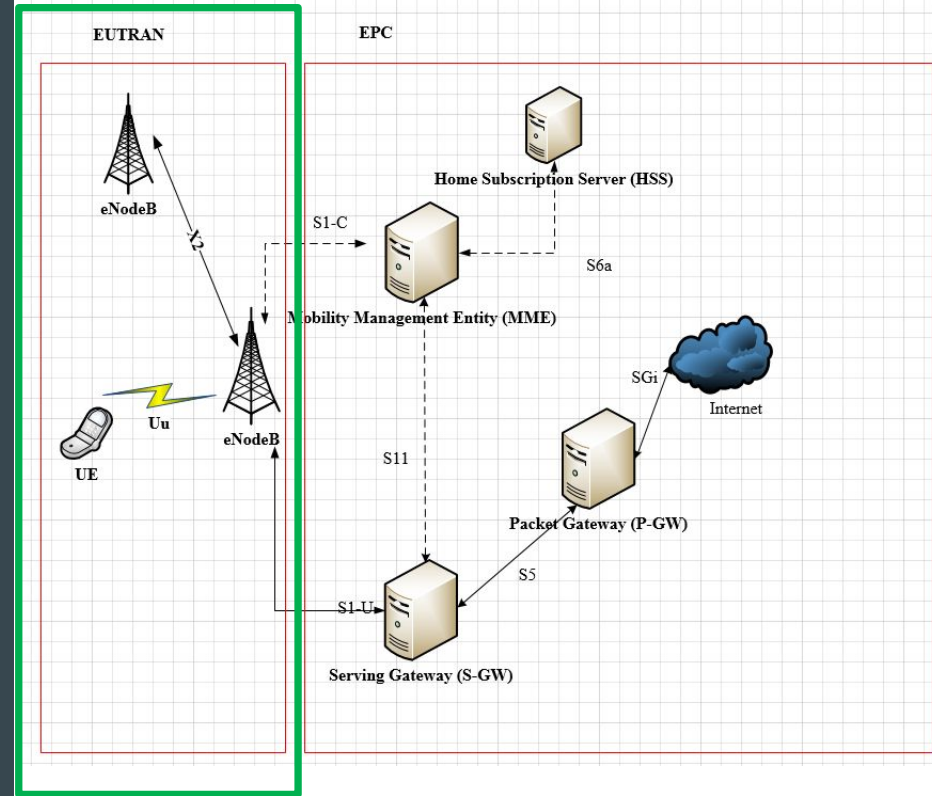 EUTRAN
EPC
Home Subscription Server (HSS)
eNodeB
S1-C
X2
S6a
Mobility Management Entity (MME)
SGi
Internet
Uu
eNodeB
UE
S11
Packet Gateway (P-GW)
S5
S1-U
Serving Gateway (S-GW)